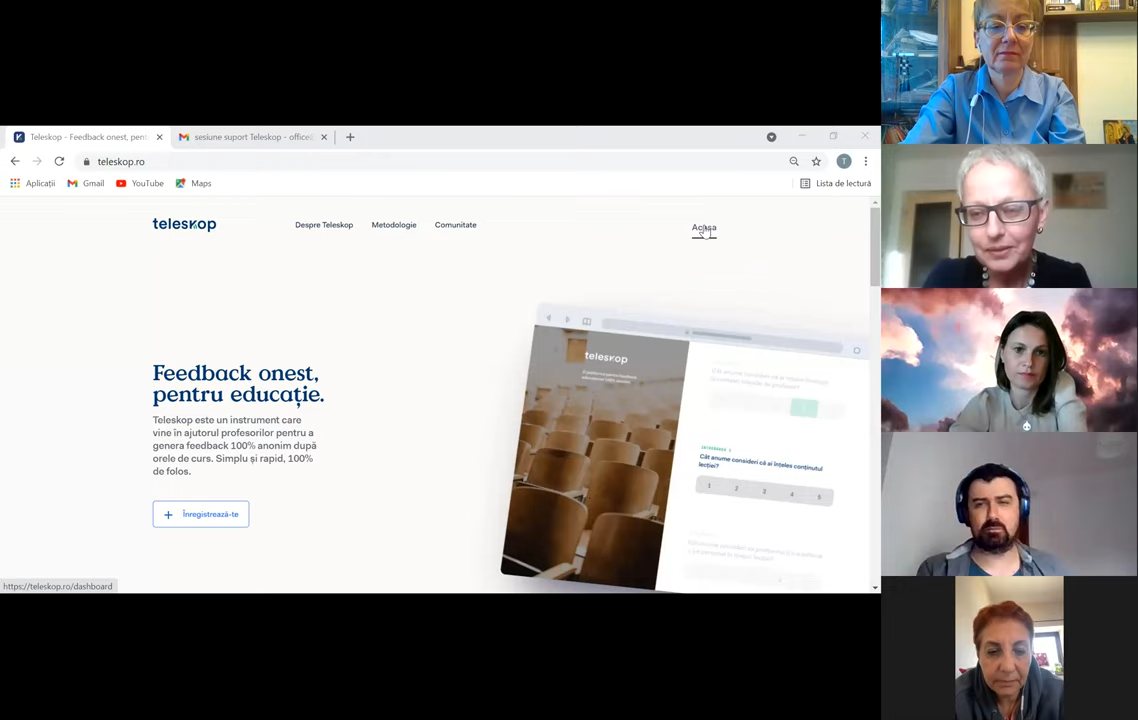 Teleskop - Feedback onest, pent
sesiune suport Teleskop - office@
teleskop.ro
Aplicații Gmail YouTube Maps
Lista de lectură
teleskop
Despre Teleskop Metodologie Comunitate
Acasa
Feedback onest,
pentru educație.
Teleskop este un instrument care
vine în ajutorul profesorilor pentru a
genera feedback 100% anonim după
orele de curs. Simplu și rapid, 100%
de folos.
+ Înregistrează-te
teleskop
Cât anume consideri că ai înțeles conținutul
lecției?
1 2 3 4 5
https://teleskop.ro/dashboard